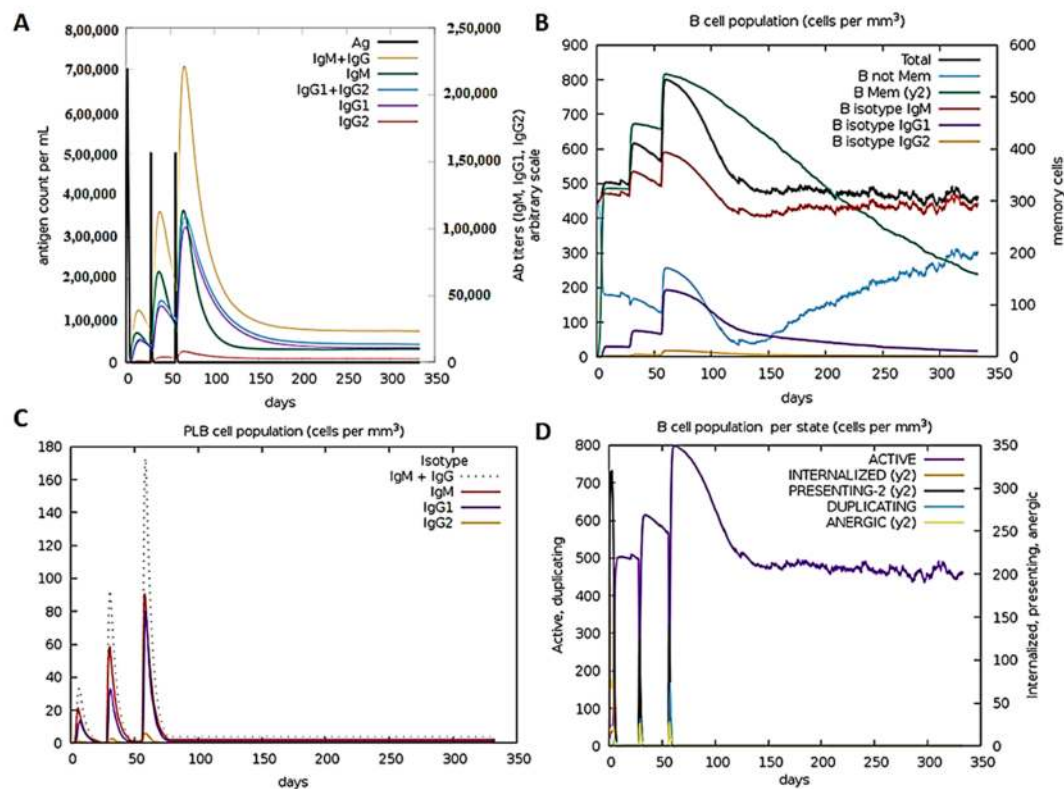 A
8,00,000
7,00,000
6,00,000
5,00,000
4,00,000
3,00,000
2,00,000
1,00,000
0
antigen count per mL
2,50,000
2,00,000
1,50,000
1,00,000
50,000
0
Ab titers (IgM, IgG1, IgG2)
arbitrary scale
Ag
IgM+IgG
IgM
IgG1+IgG2
IgG1
IgG2
0 50 100 150 200 250 300 350
days
B
B cell population (cells per mm³)
900
800
700
600
500
400
300
200
100
0
600
500
400
300
200
100
0
memory cells
Total
B not Mem
B Mem (y2)
B isotype IgM
B isotype IgG1
B isotype IgG2
0 50 100 150 200 250 300 350
days
C
PLB cell population (cells per mm³)
180
160
140
120
100
80
60
40
20
0
Isotype
IgM + IgG
IgM
IgG1
IgG2
0 50 100 150 200 250 300 350
days
D
B cell population per state (cells per mm³)
800
700
600
500
400
300
200
100
0
Active, duplicating
350
300
250
200
150
100
50
0
Internalized, presenting, anergic
ACTIVE
INTERNALIZED (y2)
PRESENTING-2 (y2)
DUPLICATING
ANERGIC (y2)
0 50 100 150 200 250 300 350
days